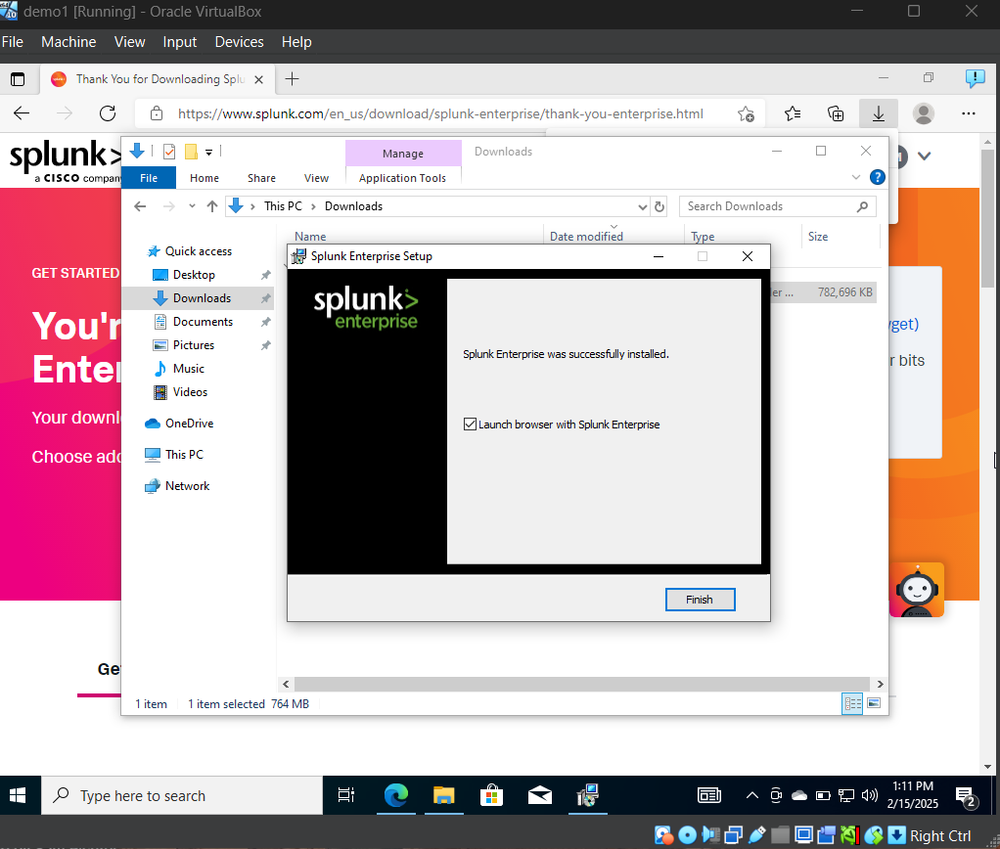 demo1 [Running] - Oracle VirtualBox
File Machine View Input Devices Help
Thank You for Downloading Splu
https://www.splunk.com/en_us/download/splunk-enterprise/thank-you-enterprise.html
splunk>
a CISCO company
Manage
Downloads
File Home Share View Application Tools
This PC > Downloads
Search Downloads
Name Date modified Type Size
GET STARTED
You'r
Enter
Your downl
Choose add
Quick access
Desktop
Downloads
Documents
Pictures
Music
Videos
OneDrive
This PC
Network
er ... 782,696 KB
get)
r bits
Splunk Enterprise Setup
splunk>
enterprise
Splunk Enterprise was successfully installed.
Launch browser with Splunk Enterprise
Finish
Ge
1 item 1 item selected 764 MB
Type here to search
1:11 PM
2/15/2025
2
Right Ctrl